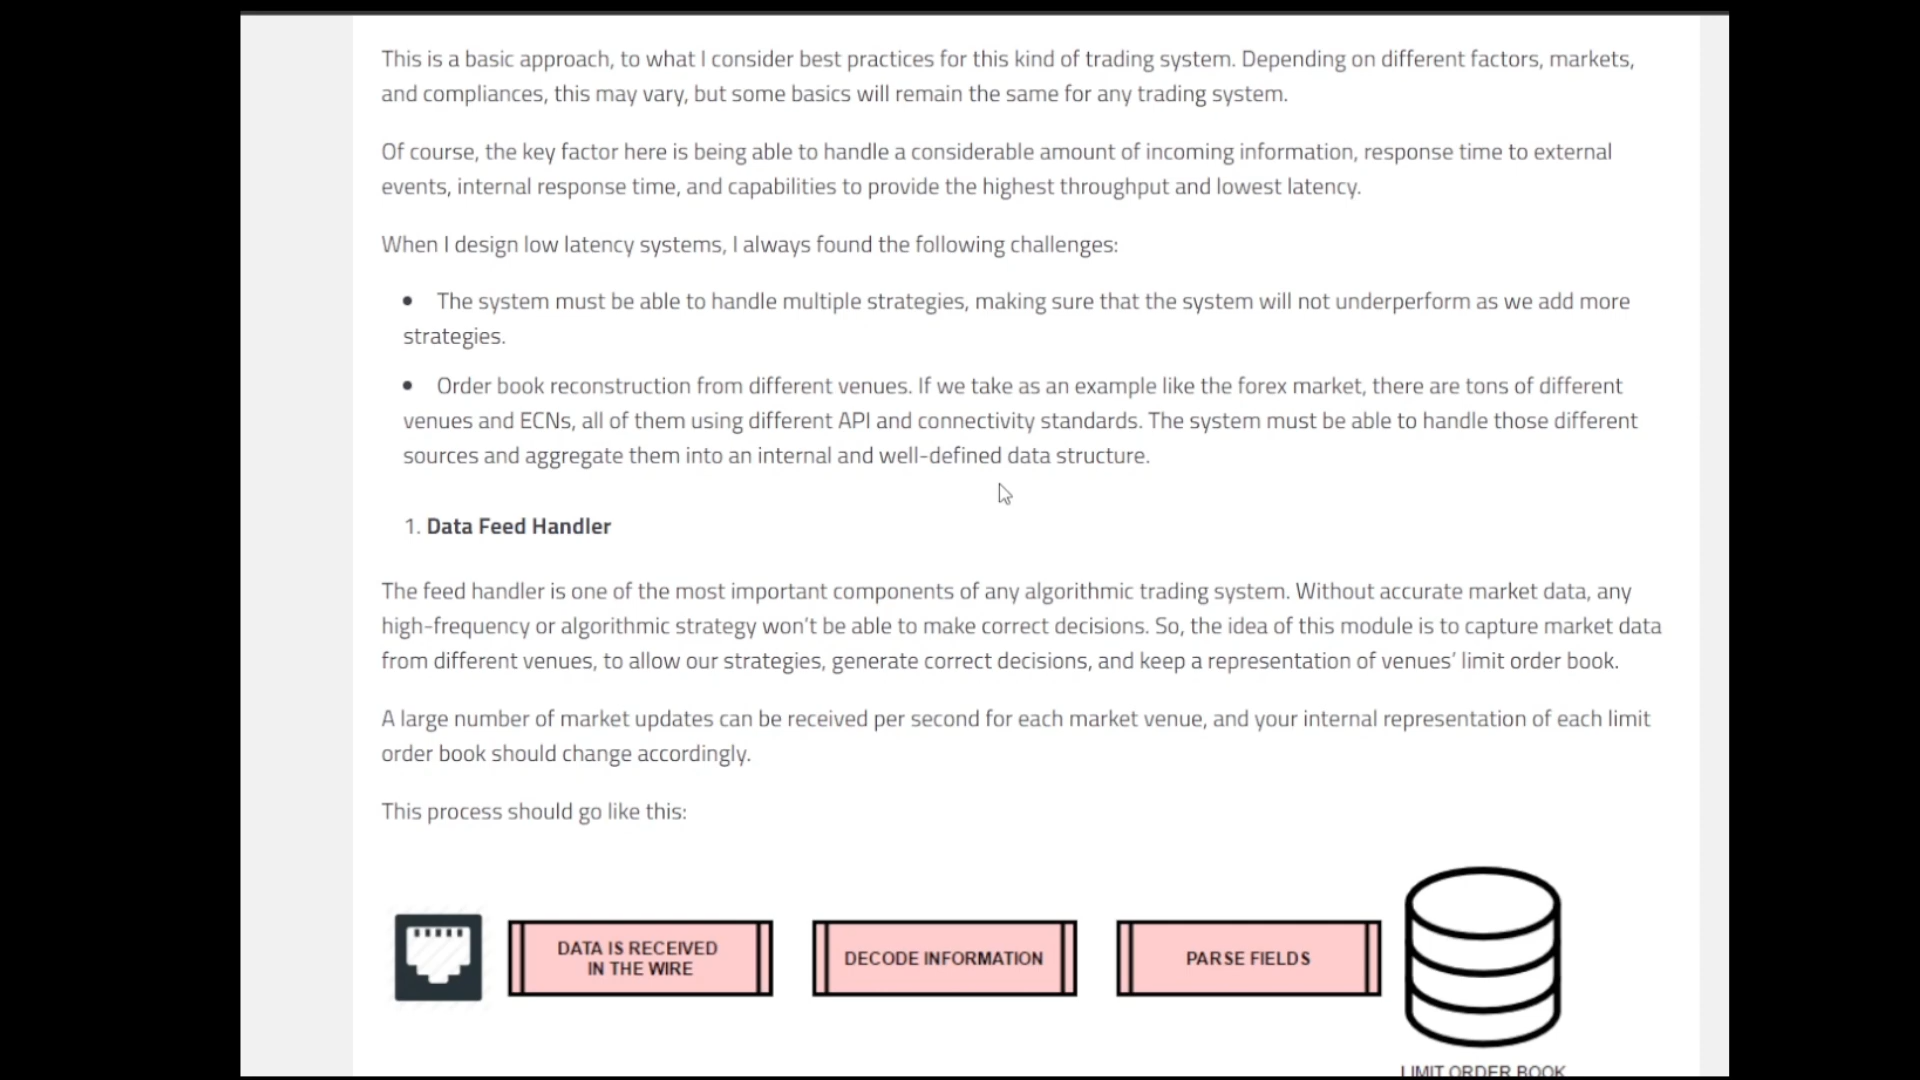 This is a basic approach, to what I consider best practices for this kind of trading system. Depending on different factors, markets,
and compliances, this may vary, but some basics will remain the same for any trading system.
Of course, the key factor here is being able to handle a considerable amount of incoming information, response time to external
events, internal response time, and capabilities to provide the highest throughput and lowest latency.
When I design low latency systems, I always found the following challenges:
• The system must be able to handle multiple strategies, making sure that the system will not underperform as we add more
strategies.
• Order book reconstruction from different venues. If we take as an example like the forex market, there are tons of different
venues and ECNs, all of them using different API and connectivity standards. The system must be able to handle those different
sources and aggregate them into an internal and well-defined data structure.
1. Data Feed Handler
The feed handler is one of the most important components of any algorithmic trading system. Without accurate market data, any
high-frequency or algorithmic strategy won't be able to make correct decisions. So, the idea of this module is to capture market data
from different venues, to allow our strategies, generate correct decisions, and keep a representation of venues' limit order book.
A large number of market updates can be received per second for each market venue, and your internal representation of each limit
order book should change accordingly.
This process should go like this:
DATA IS RECEIVED
IN THE WIRE
DECODE INFORMATION
PARSE FIELDS
LIMIT ORDER BOOK